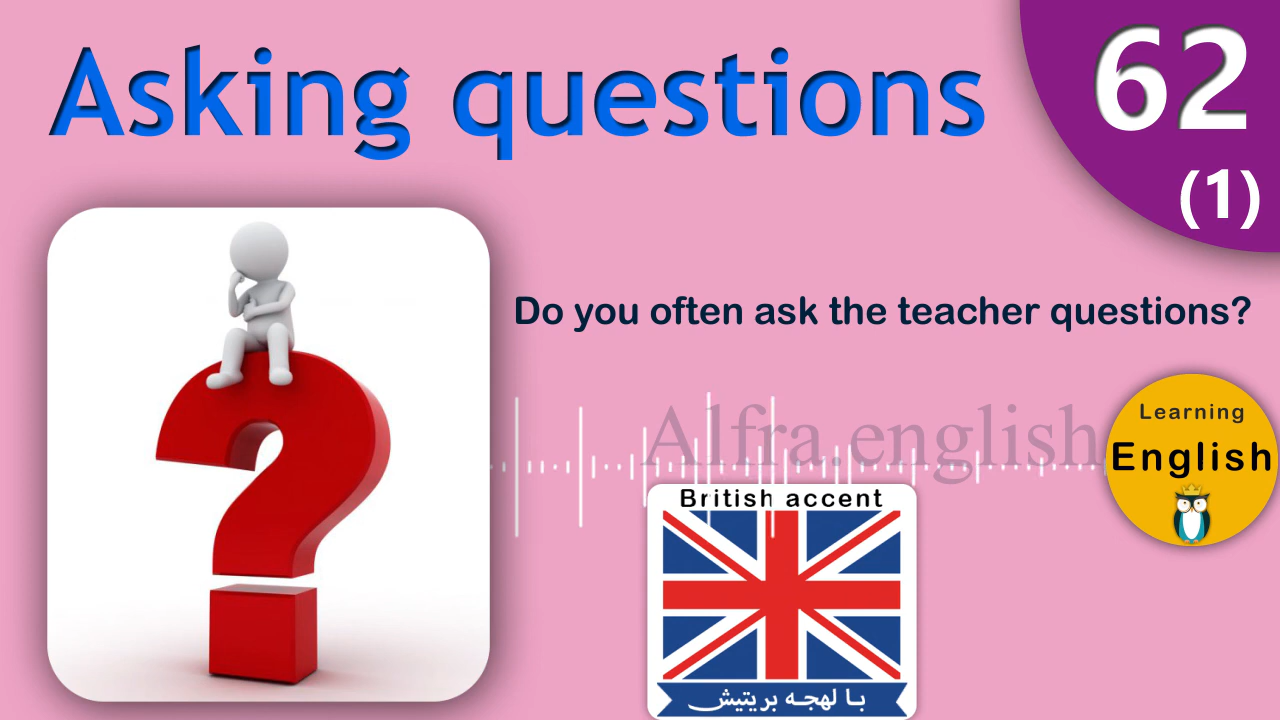 Asking questions
62
(1)
Do you often ask the teacher questions?
Alfra.english
Learning
English
British accent
با لهجه بریتیش